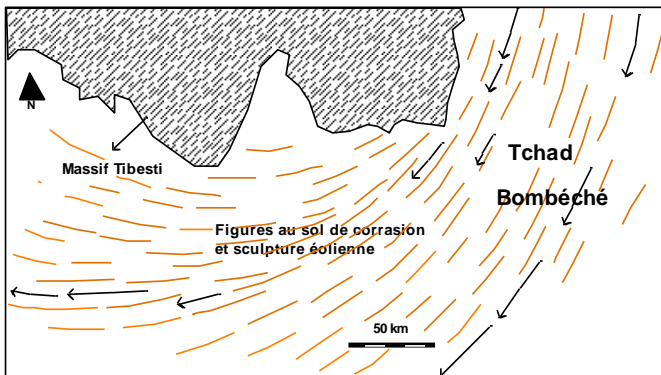 N
Massif Tibesti
Tchad
Bombéché
Figures au sol de corrasion
et sculpture éolienne
50 km